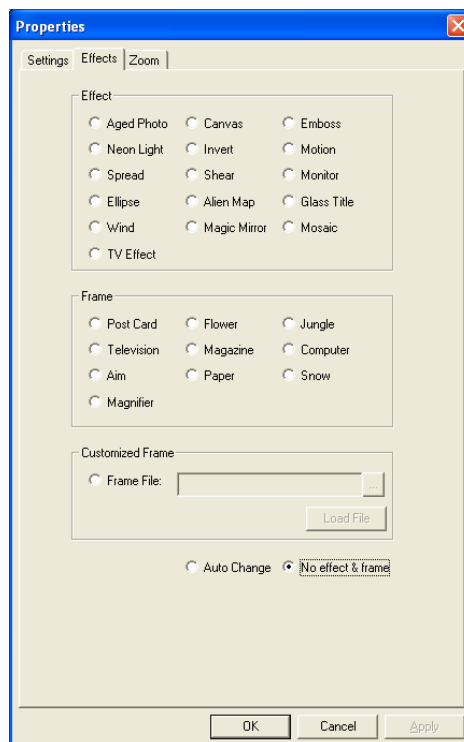 Properties
Settings Effects Zoom
Effect
Aged Photo Canvas Emboss
Neon Light Invert Motion
Spread Shear Monitor
Ellipse Alien Map Glass Title
Wind Magic Mirror Mosaic
TV Effect
Frame
Post Card Flower Jungle
Television Magazine Computer
Aim Paper Snow
Magnifier
Customized Frame
Frame File: ...
Load File
Auto Change No effect & frame
OK Cancel Apply